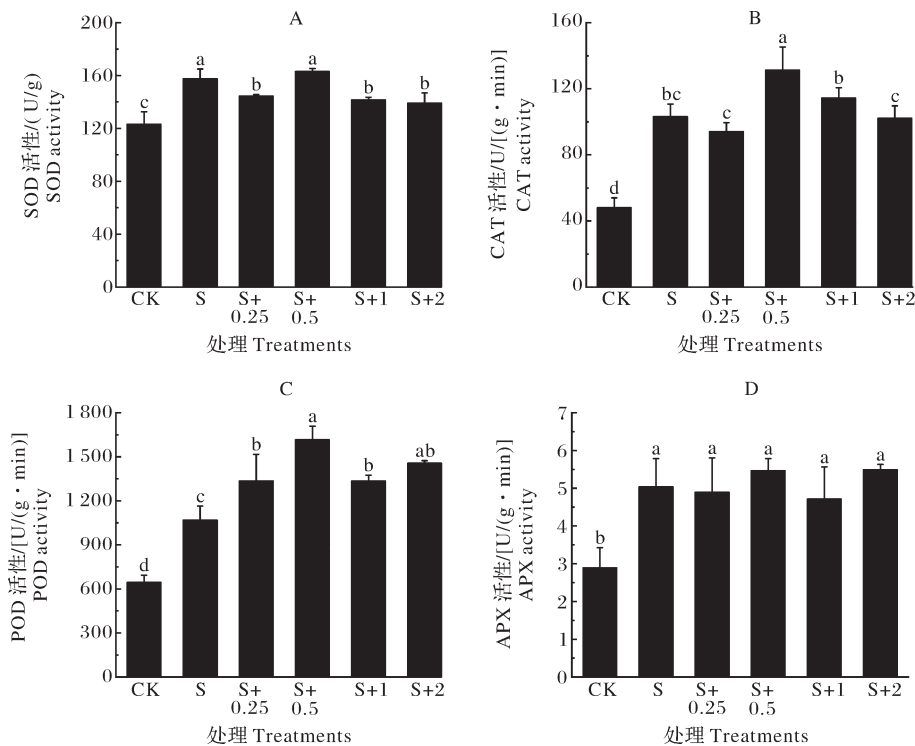 A
SOD 活性/( U/g)
SOD activity
200
160
120
80
40
0
c
a
b
a
b
b
CK S S+ S+ S+1 S+2
0.25 0.5
处理 Treatments
B
CAT 活性/U/[(g·min)]
CAT activity
160
120
80
40
0
d
bc
c
a
b
c
CK S S+ S+ S+1 S+2
0.25 0.5
处理 Treatments
C
POD 活性/[U/(g·min)]
POD activity
1 800
1 500
1 200
900
600
300
0
d
c
b
a
b
ab
CK S S+ S+ S+1 S+2
0.25 0.5
处理 Treatments
D
APX 活性/[U/(g·min)]
APX activity
7
6
5
4
3
2
1
0
b
a
a
a
a
a
CK S S+ S+ S+1 S+2
0.25 0.5
处理 Treatments